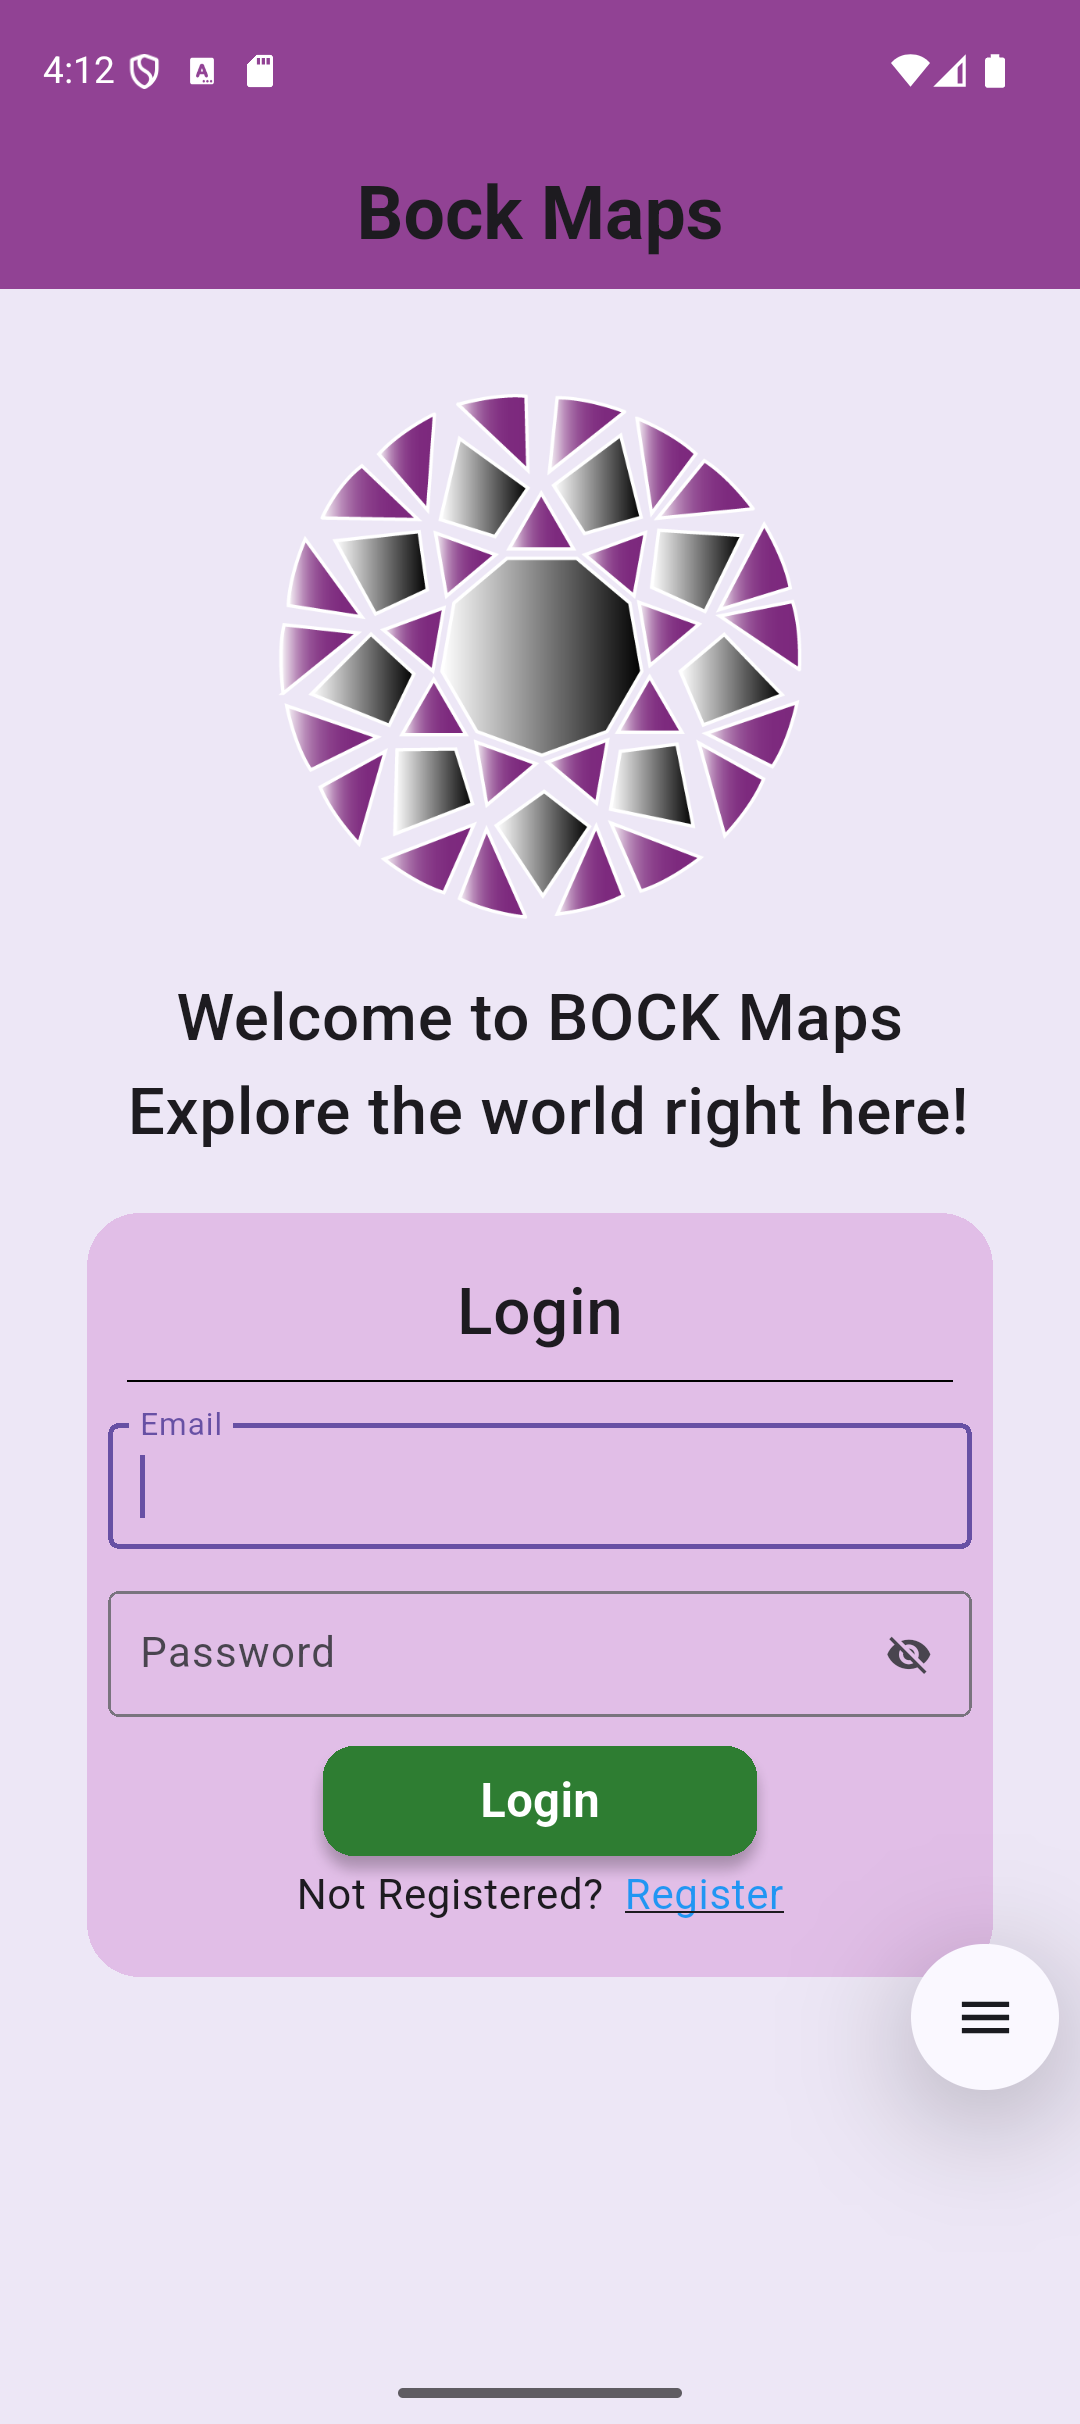 4:12
Bock Maps
Welcome to BOCK Maps
Explore the world right here!
Login
Email
Password
Login
Not Registered? Register